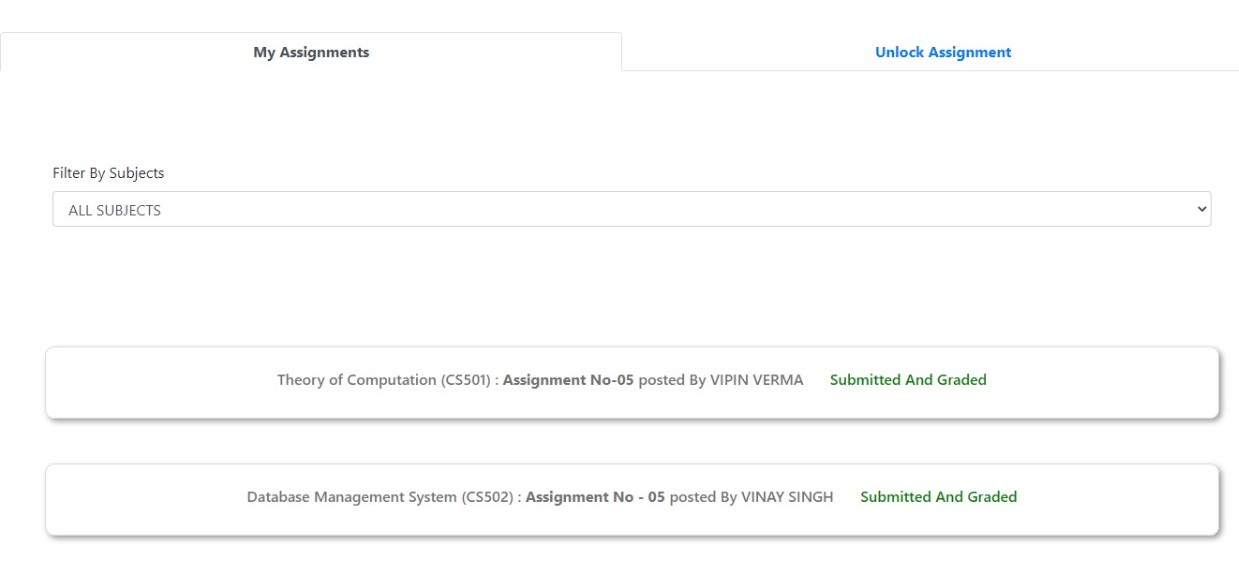 My Assignments Unlock Assignment
Filter By Subjects
ALL SUBJECTS
Theory of Computation (CS501) : Assignment No-05 posted By VIPIN VERMA Submitted And Graded
Database Management System (CS502) : Assignment No - 05 posted By VINAY SINGH Submitted And Graded